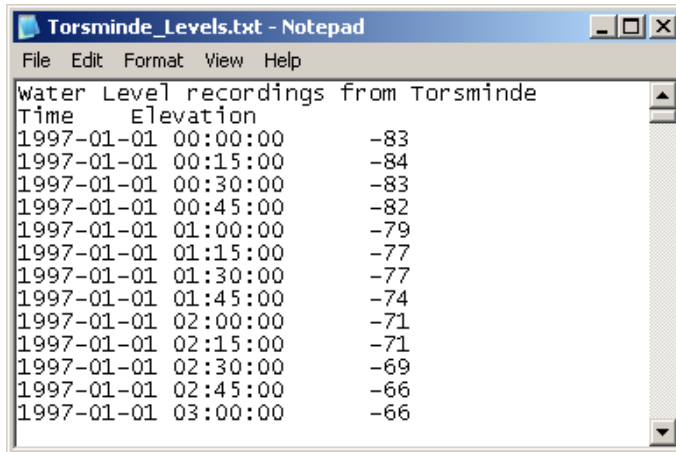 Torsminde_Levels.txt - Notepad
File Edit Format View Help
Water Level recordings from Torsminde
Time Elevation
1997-01-01 00:00:00 -83
1997-01-01 00:15:00 -84
1997-01-01 00:30:00 -83
1997-01-01 00:45:00 -82
1997-01-01 01:00:00 -79
1997-01-01 01:15:00 -77
1997-01-01 01:30:00 -77
1997-01-01 01:45:00 -74
1997-01-01 02:00:00 -71
1997-01-01 02:15:00 -71
1997-01-01 02:30:00 -69
1997-01-01 02:45:00 -66
1997-01-01 03:00:00 -66